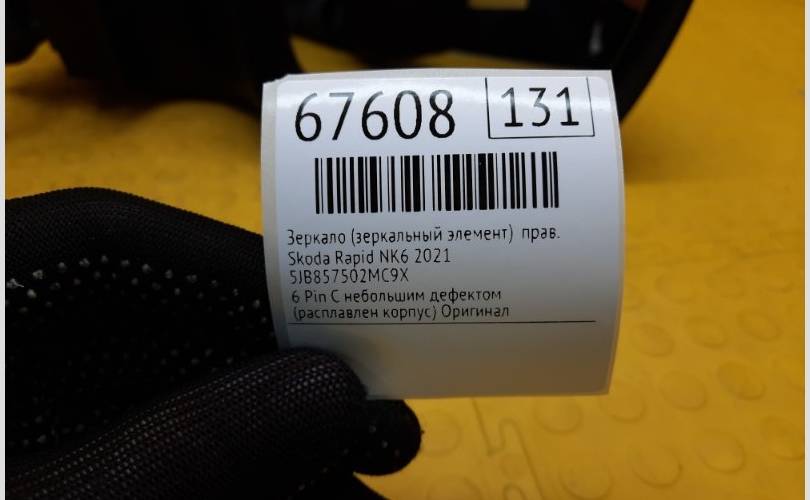 67608 131
Зеркало (зеркальный элемент) прав.
Skoda Rapid NK6 2021
5JB857502MC9X
6 Pin С небольшим дефектом
(расплавлен корпус) Оригинал